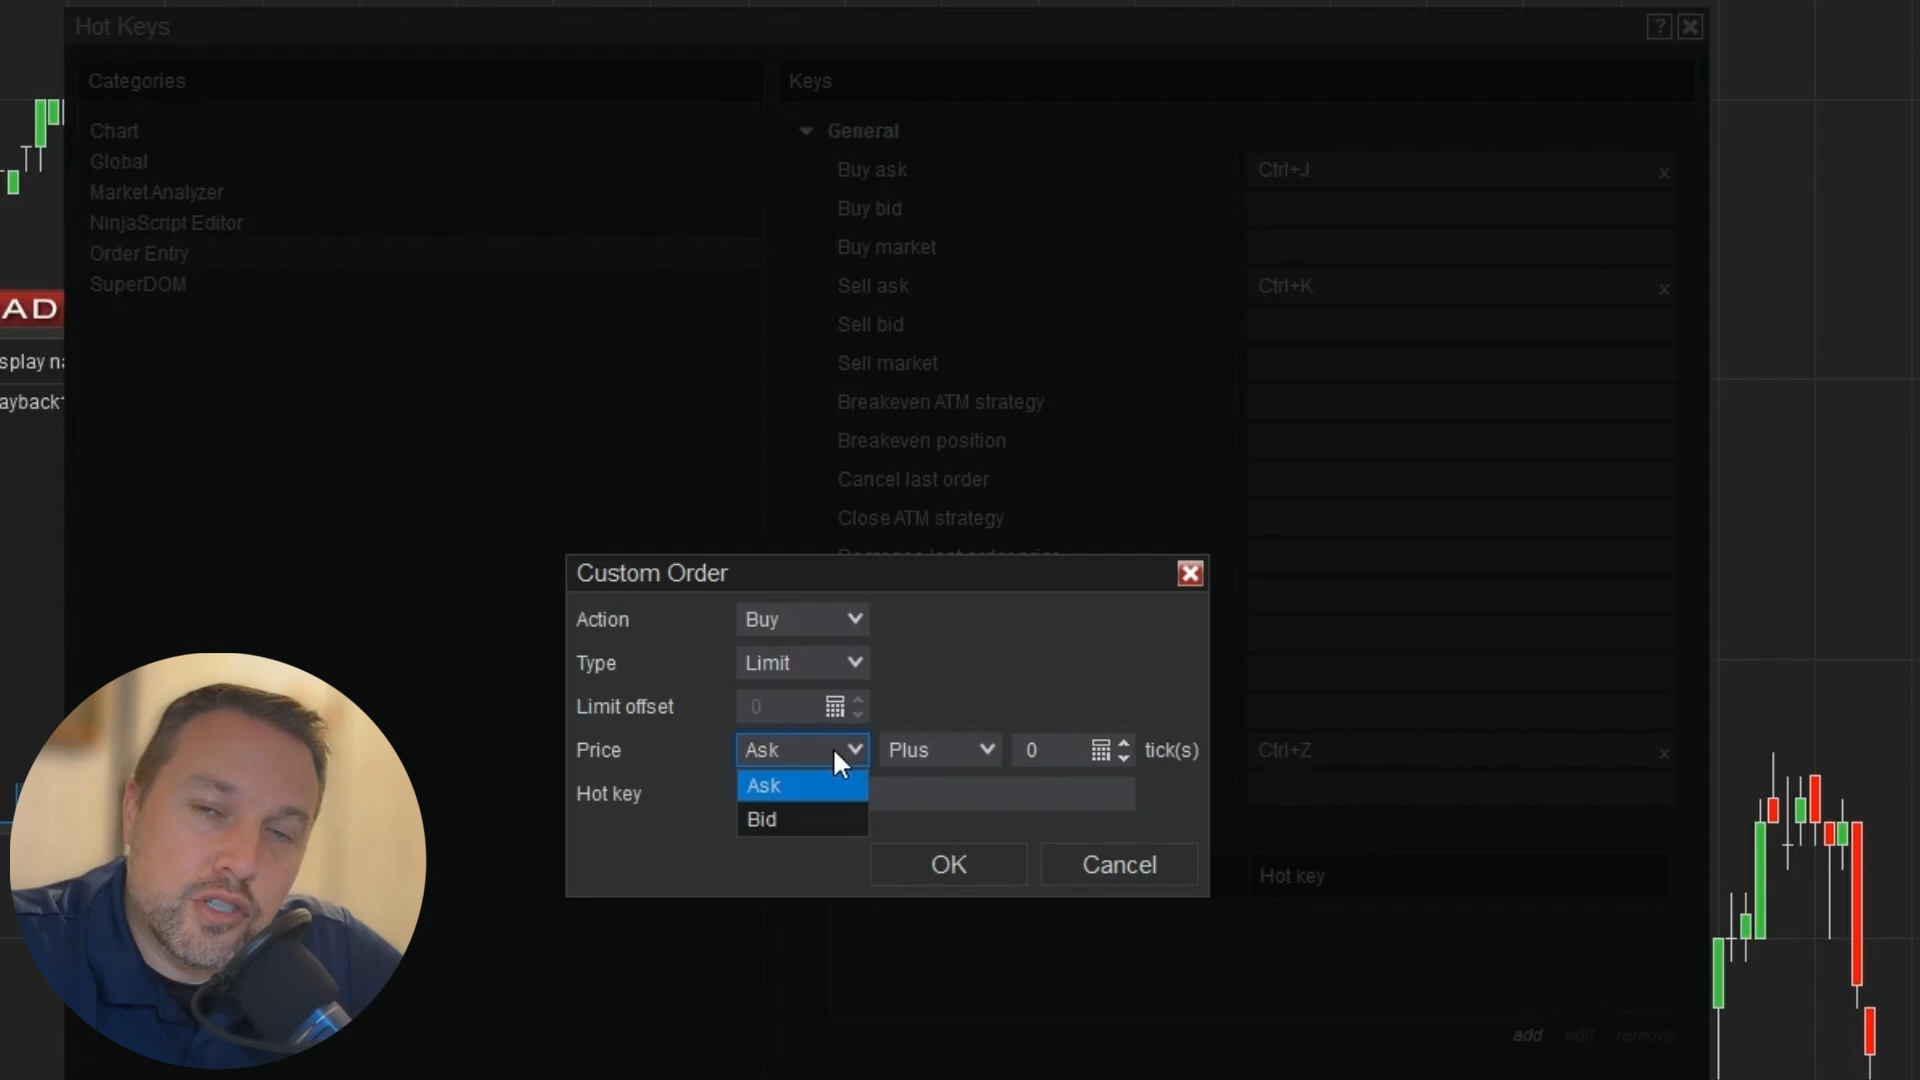 Hot Keys
?
Categories
Keys
Chart
Global
Market Analyzer
NinjaScript Editor
Order Entry
SuperDOM
General
Buy ask
Ctrl+J
x
Buy bid
Buy market
Sell ask
Ctrl+K
x
Sell bid
Sell market
Breakeven ATM strategy
Breakeven position
Cancel last order
Close ATM strategy
AD
splay na
ayback
Custom Order
Action
Buy
Type
Limit
Limit offset
0
Price
Ask
Plus
0
tick(s)
Ask
Bid
Hot key
OK
Cancel
Ctrl+Z
x
Hot key
add
edit
remove